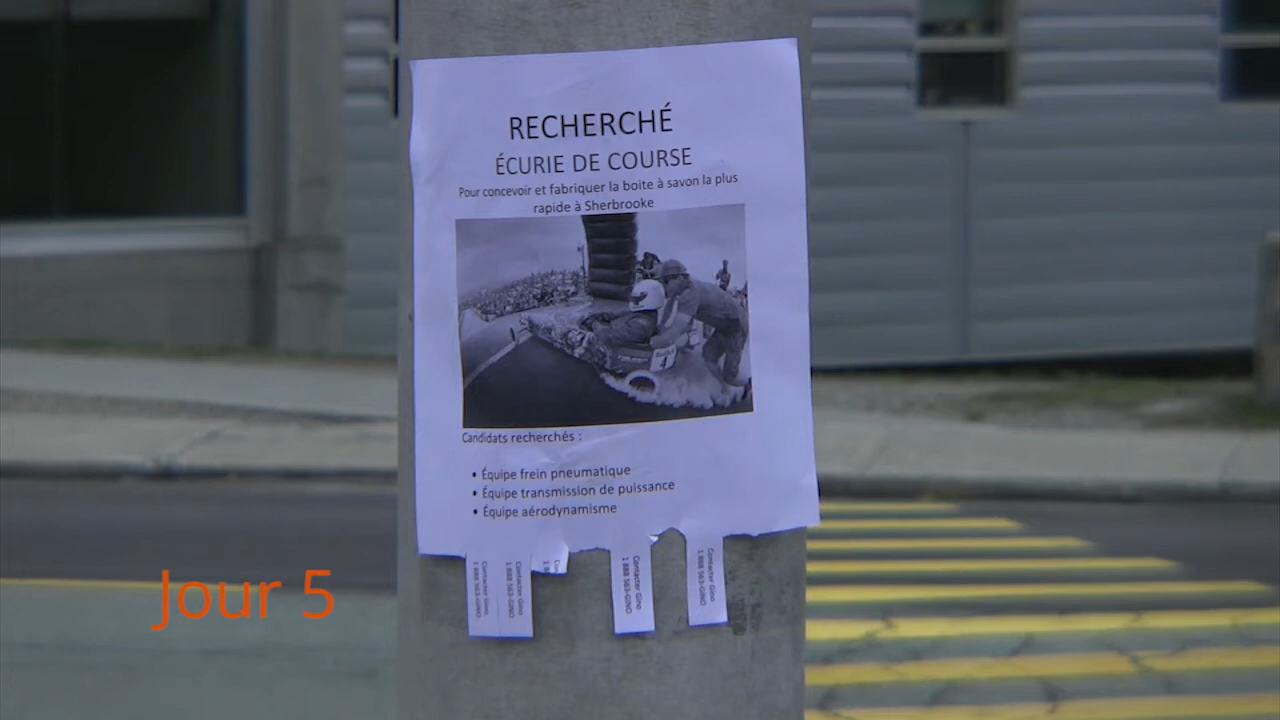 RECHERCHÉ
ÉCURIE DE COURSE
Pour concevoir et fabriquer la boite à savon la plus
rapide à Sherbrooke
Candidats recherchés :
• Équipe frein pneumatique
• Équipe transmission de puissance
• Équipe aérodynamisme
Contacter Gino
1 888 563-GINO
Contacter Gino
1 888 563-GINO
Contacter Gino
1 888 563-GINO
Contacter Gino
1 888 563-GINO
Jour 5